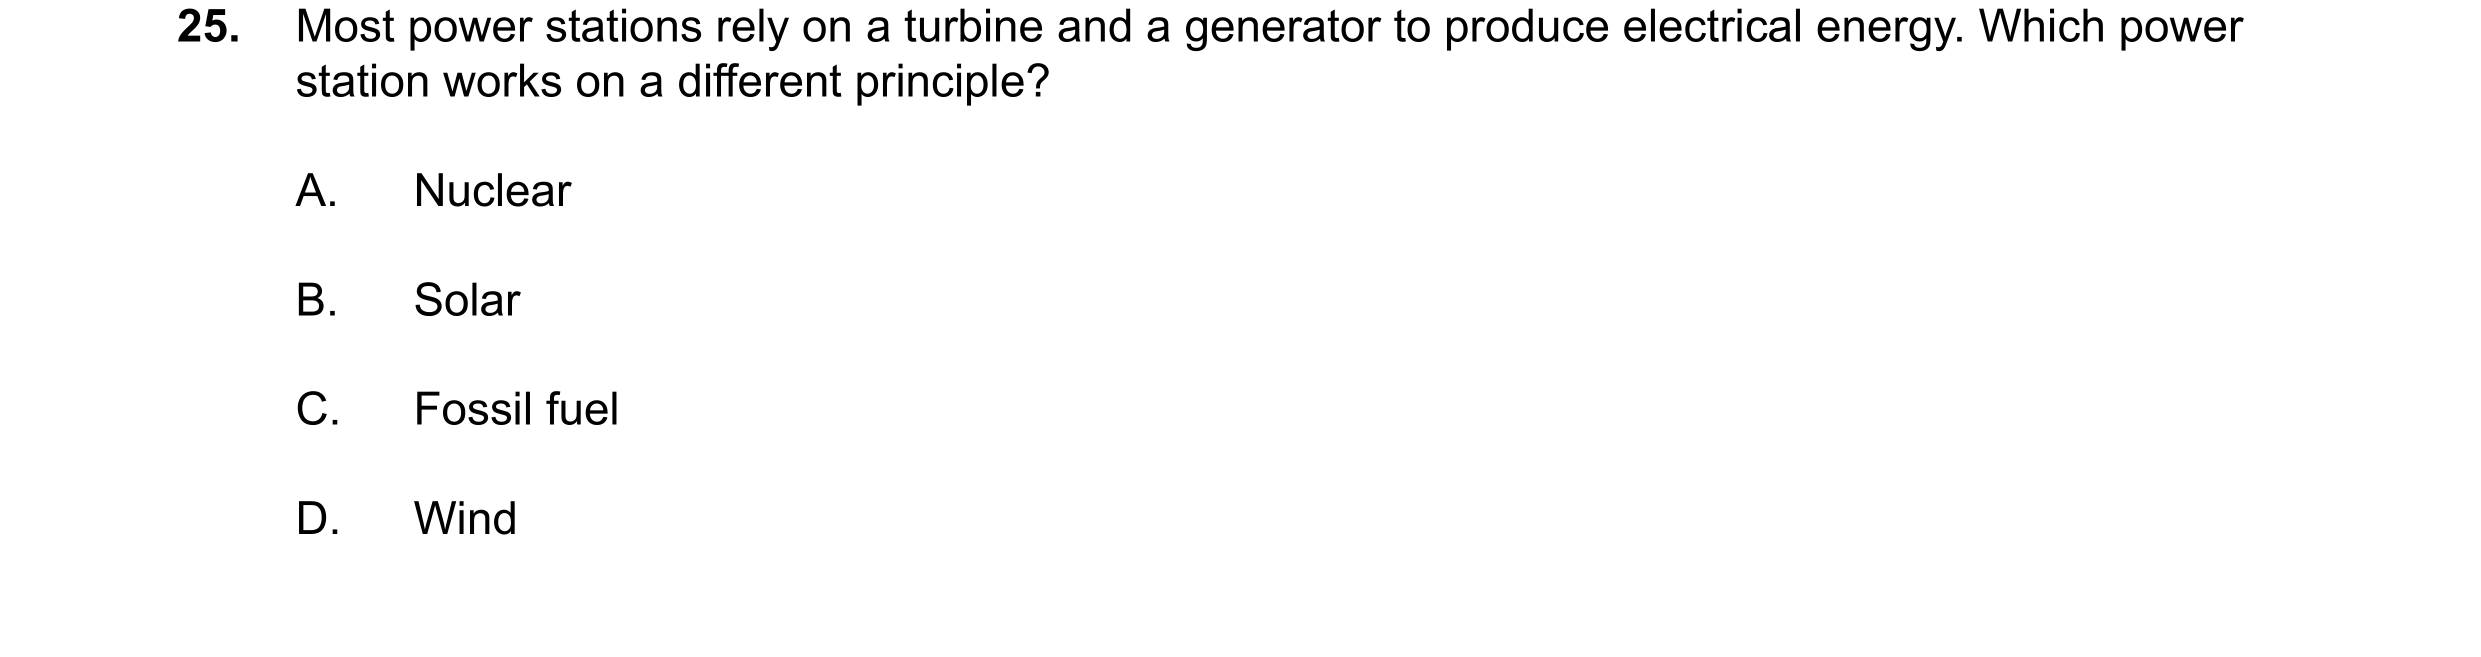 25. Most power stations rely on a turbine and a generator to produce electrical energy. Which power
station works on a different principle?
A. Nuclear
B. Solar
C. Fossil fuel
D. Wind